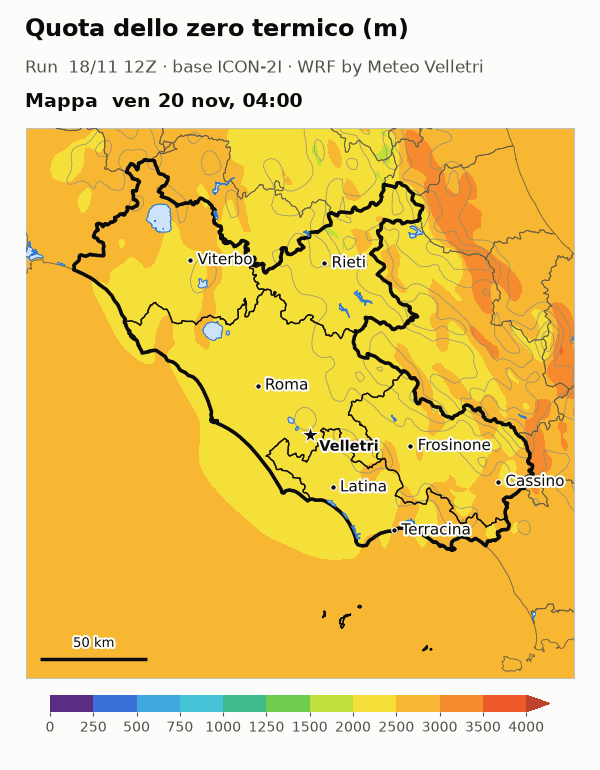 Quota dello zero termico (m)
Run  18/11 12Z · base ICON-2I · WRF by Meteo Velletri
Mappa  ven 20 nov, 04:00
Viterbo
Rieti
Roma
Velletri
Frosinone
Cassino
Latina
Terracina
50 km
0 250 500 750 1000 1250 1500 2000 2500 3000 3500 4000